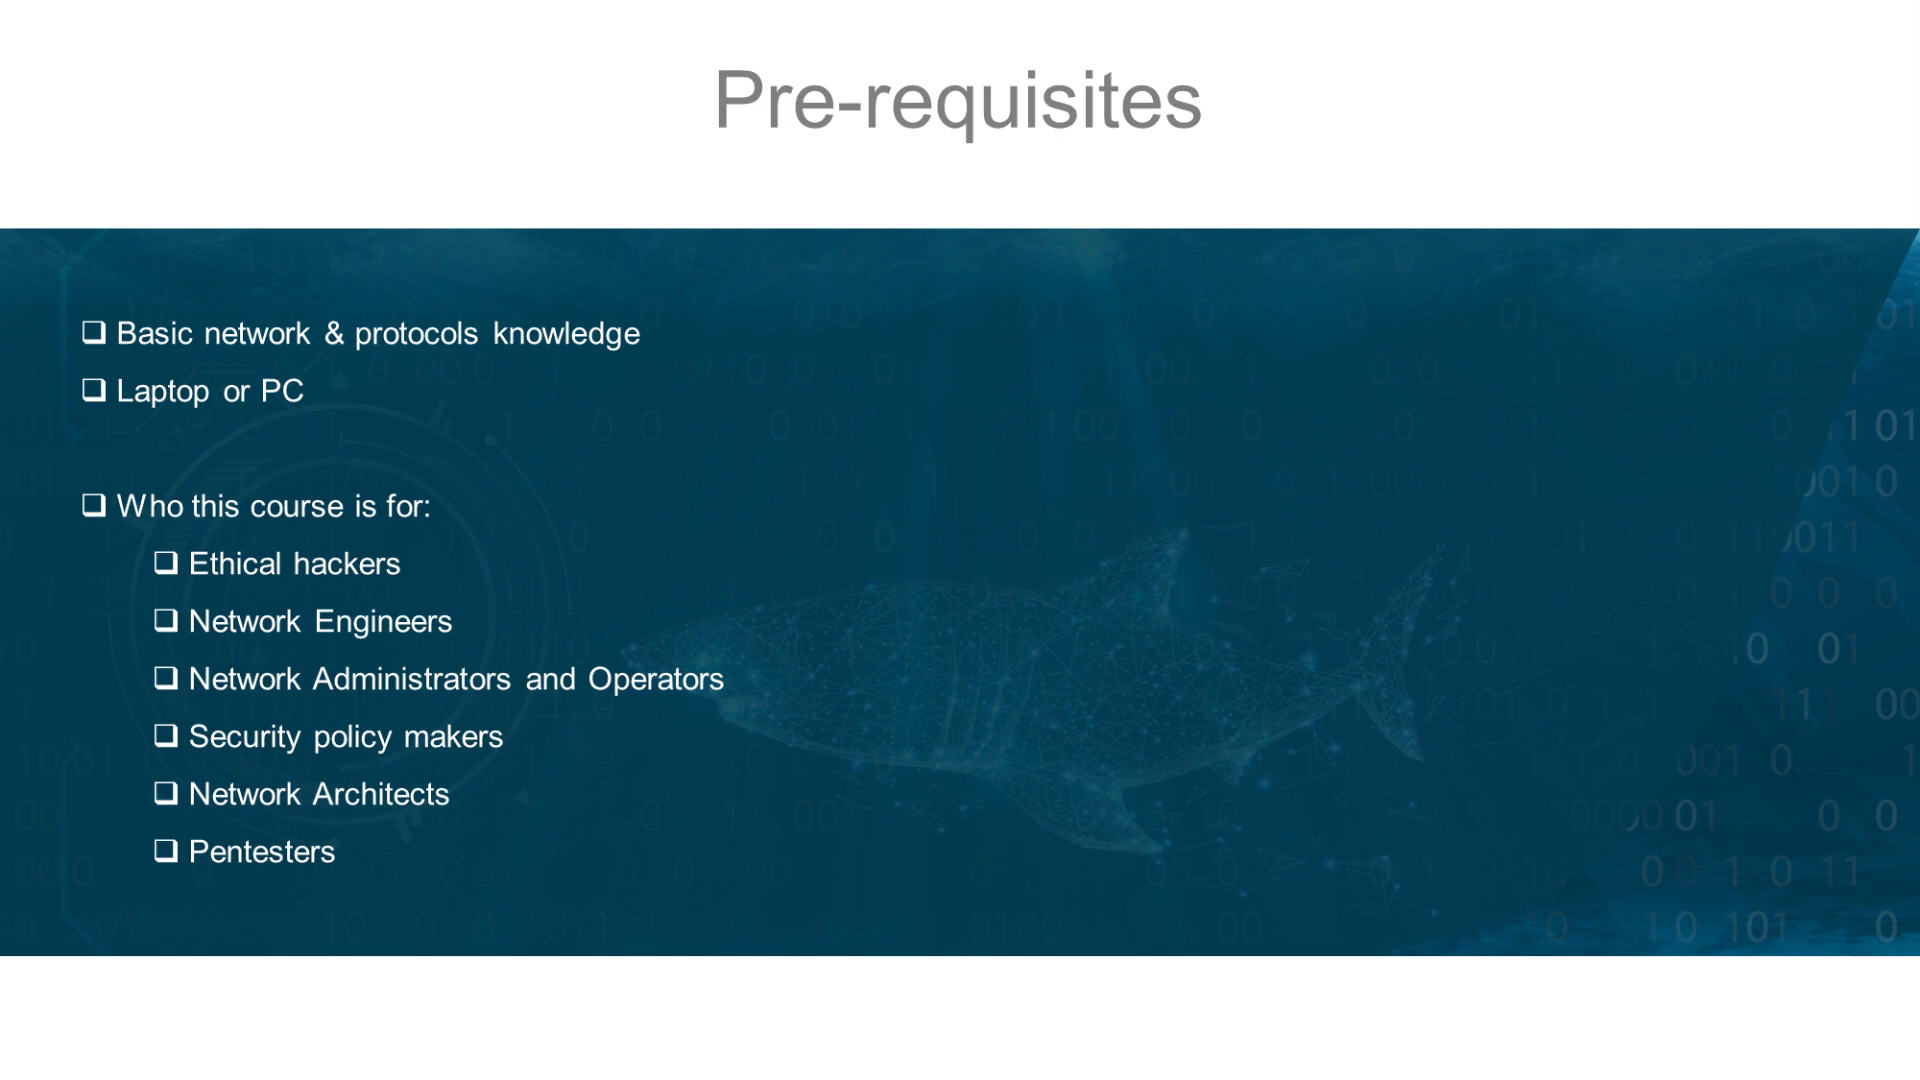 Pre-requisites
Basic network & protocols knowledge
Laptop or PC
Who this course is for:
Ethical hackers
Network Engineers
Network Administrators and Operators
Security policy makers
Network Architects
Pentesters